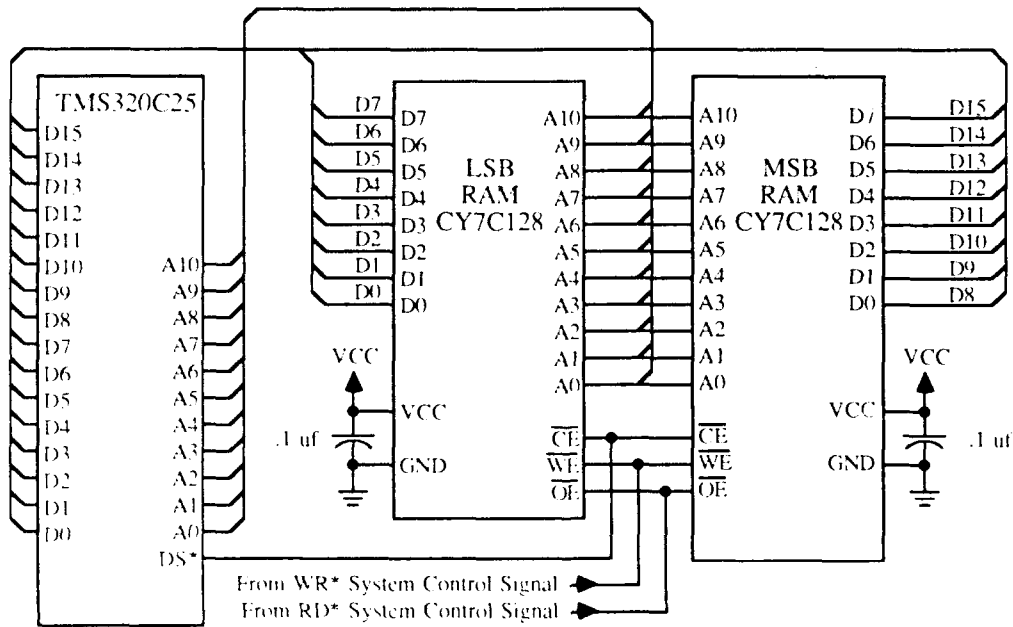 TMS320C25
D15
D14
D13
D12
D11
D10
D9
D8
D7
D6
D5
D4
D3
D2
D1
D0
A10
A9
A8
A7
A6
A5
A4
A3
A2
A1
A0
DS*
D7
D6
D5
D4
D3
D2
D1
D0
D7
D6
D5
D4
D3
D2
D1
D0
LSB
RAM
CY7C128
A10
A9
A8
A7
A6
A5
A4
A3
A2
A1
A0
VCC
VCC
.1 uf
GND
CE
WE
OE
A10
A9
A8
A7
A6
A5
A4
A3
A2
A1
A0
CE
WE
OE
MSB
RAM
CY7C128
D7
D6
D5
D4
D3
D2
D1
D0
D15
D14
D13
D12
D11
D10
D9
D8
VCC
VCC
.1 uf
GND
From WR* System Control Signal
From RD* System Control Signal